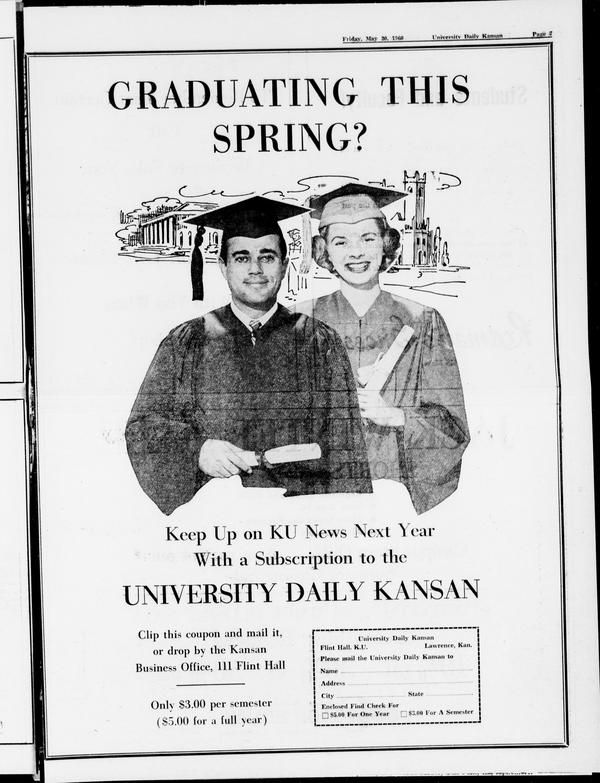 Friday, May 20, 1960 University Daily Kansan Page
GRADUATING THIS
SPRING?
Keep Up on KU News Next Year
With a Subscription to the
UNIVERSITY DAILY KANSAN
Clip this coupon and mail it,
or drop by the Kansan
Business Office, 111 Flint Hall
Only $3.00 per semester
($5.00 for a full year)
University Daily Kansan
Flint Hall, K.U. Lawrence, Kan.
Please mail the University Daily Kansan to
Name
Address
City State
Enclosed Find Check For
$5.00 For One Year $3.00 For A Semester